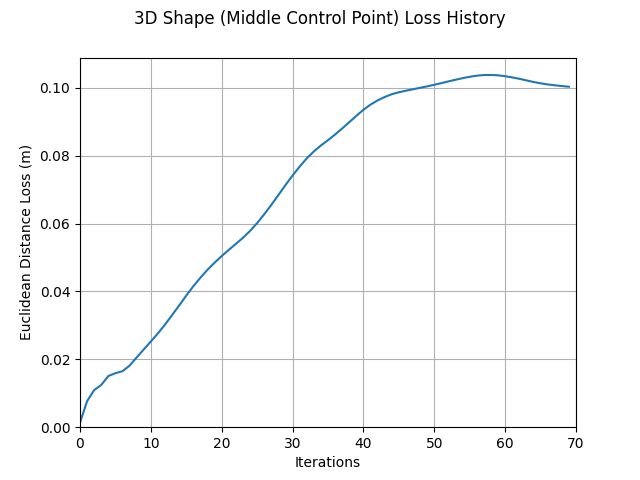 3D Shape (Middle Control Point) Loss History
Euclidean Distance Loss (m)
0.10
0.08
0.06
0.04
0.02
0.00
0 10 20 30 40 50 60 70
Iterations